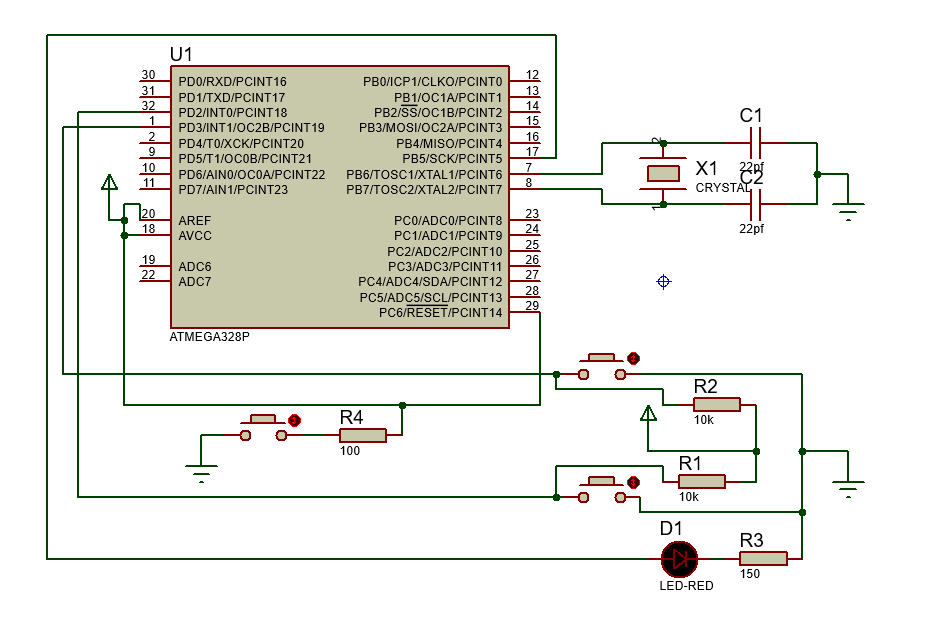 U1
30 PD0/RXD/PCINT16 PB0/ICP1/CLKO/PCINT0 12
31 PD1/TXD/PCINT17 PB1/OC1A/PCINT1 13
32 PD2/INT0/PCINT18 PB2/SS/OC1B/PCINT2 14
1 PD3/INT1/OC2B/PCINT19 PB3/MOSI/OC2A/PCINT3 15
2 PD4/T0/XCK/PCINT20 PB4/MISO/PCINT4 16
9 PD5/T1/OC0B/PCINT21 PB5/SCK/PCINT5 17
10 PD6/AIN0/OC0A/PCINT22 PB6/TOSC1/XTAL1/PCINT6 7
11 PD7/AIN1/PCINT23 PB7/TOSC2/XTAL2/PCINT7 8
20 AREF PC0/ADC0/PCINT8 23
18 AVCC PC1/ADC1/PCINT9 24
PC2/ADC2/PCINT10 25
19 ADC6 PC3/ADC3/PCINT11 26
22 ADC7 PC4/ADC4/SDA/PCINT12 27
PC5/ADC5/SCL/PCINT13 28
PC6/RESET/PCINT14 29
ATMEGA328P
C1
22pf
2
X1
CRYSTAL
1
C2
22pf
R2
10k
R4
100
R1
10k
D1
LED-RED
R3
150